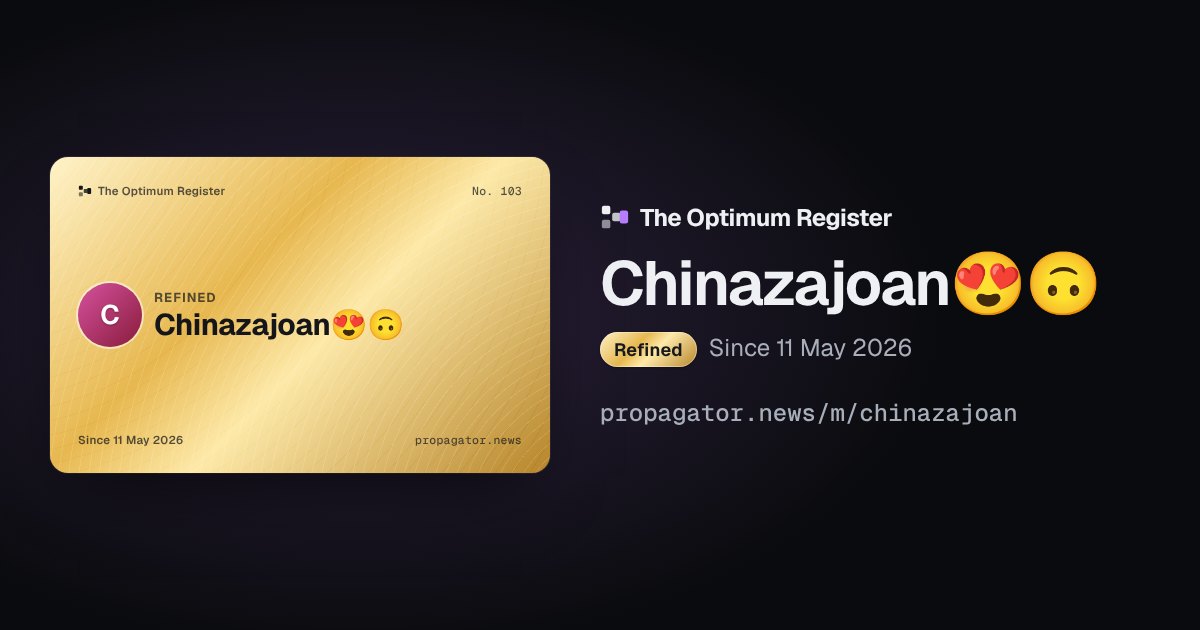 The Optimum Register
No. 103
C
REFINED
Chinazajoan😍🙃
Since 11 May 2026
propagator.news
The Optimum Register
Chinazajoan😍🙃
Refined
Since 11 May 2026
propagator.news/m/chinazajoan